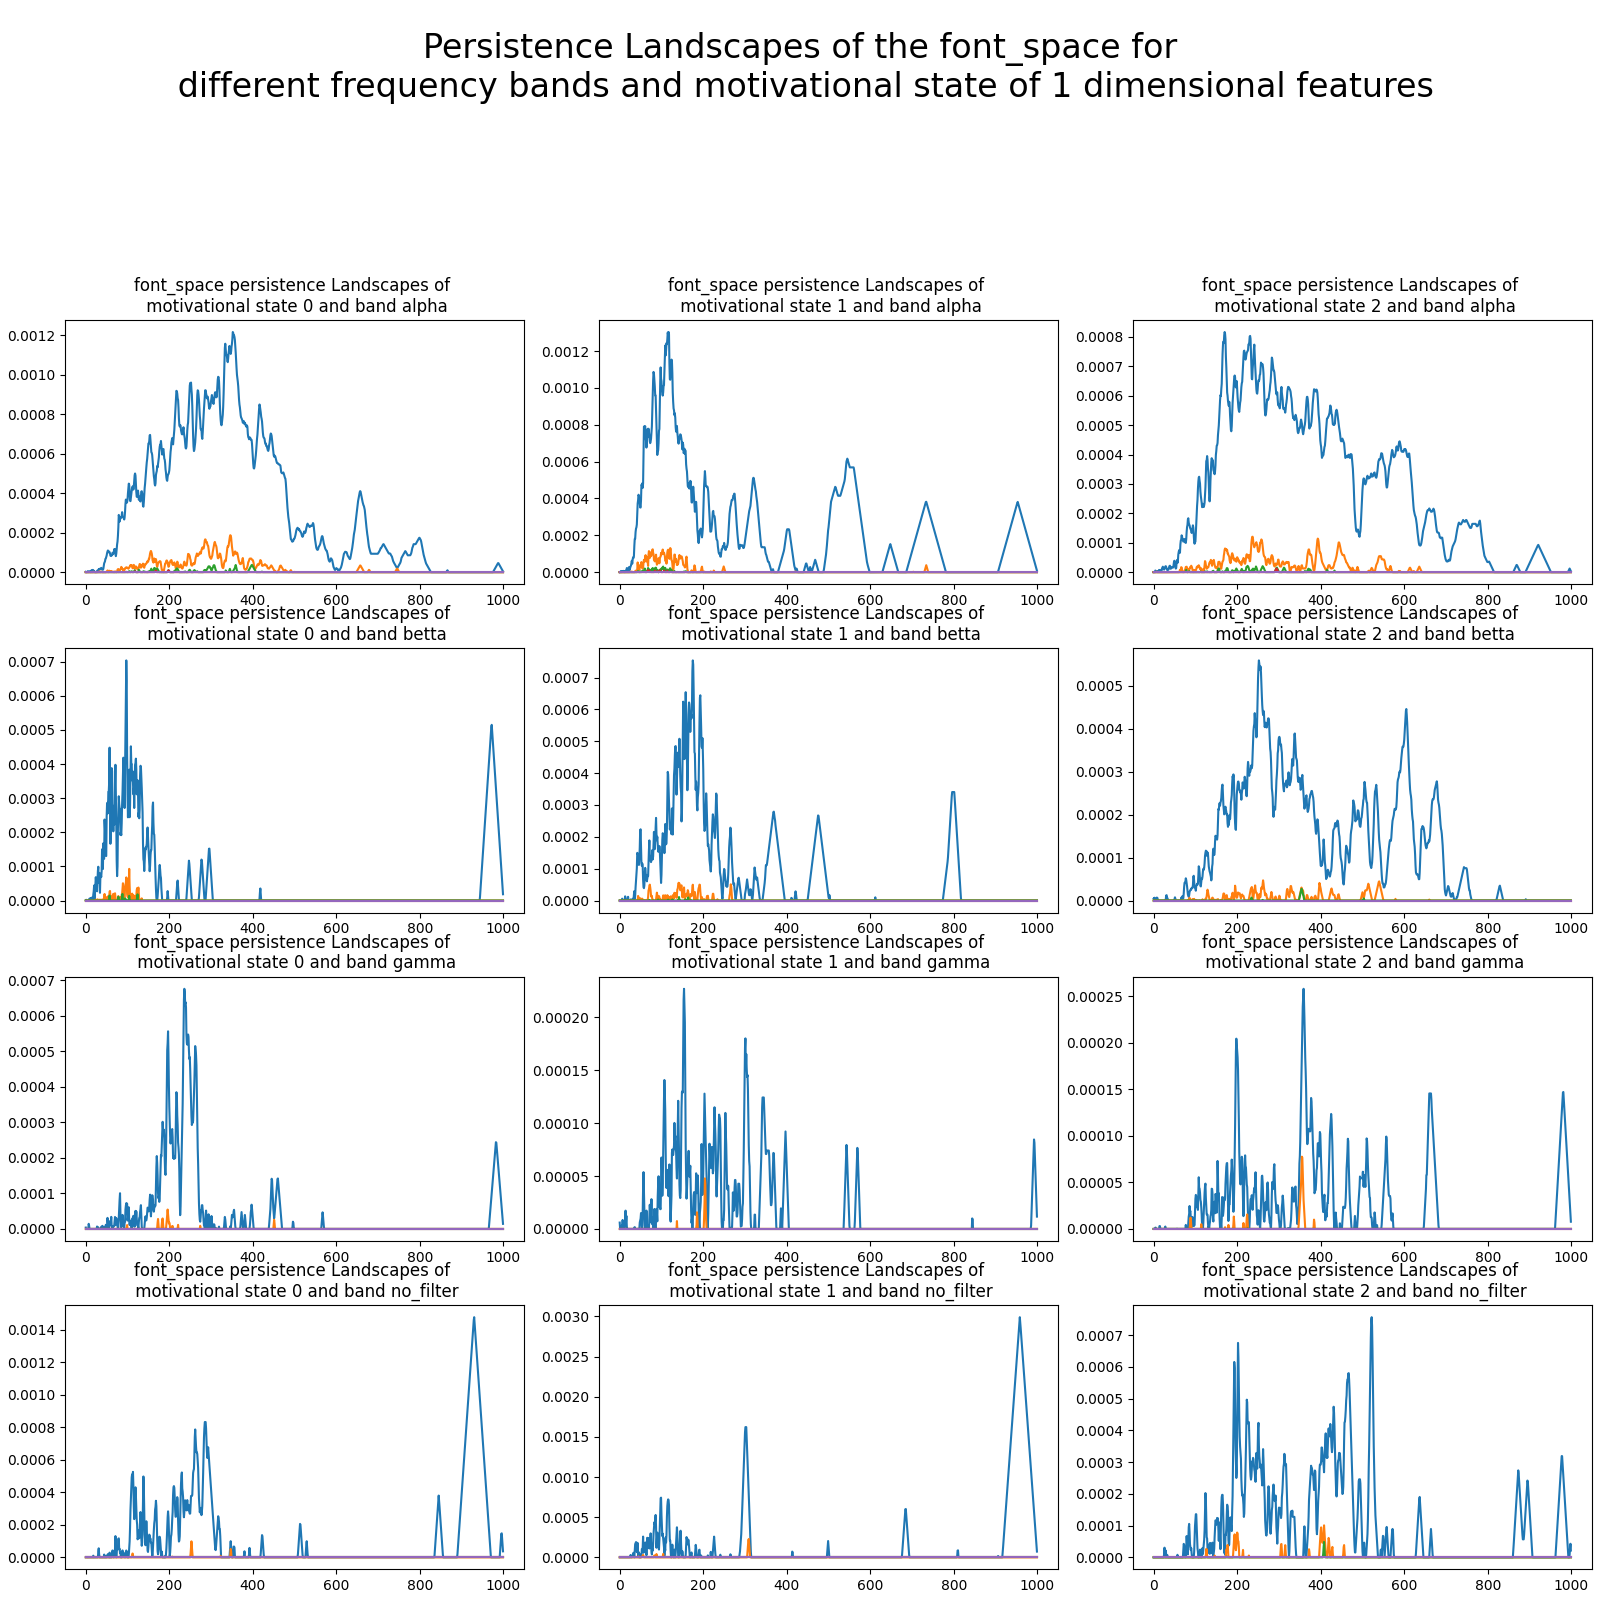 Persistence Landscapes of the font_space for
different frequency bands and motivational state of 1 dimensional features
font_space persistence Landscapes of
motivational state 0 and band alpha
0.0012
0.0010
0.0008
0.0006
0.0004
0.0002
0.0000
0 200 400 600 800 1000
font_space persistence Landscapes of
motivational state 1 and band alpha
0.0012
0.0010
0.0008
0.0006
0.0004
0.0002
0.0000
0 200 400 600 800 1000
font_space persistence Landscapes of
motivational state 2 and band alpha
0.0008
0.0007
0.0006
0.0005
0.0004
0.0003
0.0002
0.0001
0.0000
0 200 400 600 800 1000
font_space persistence Landscapes of
motivational state 0 and band betta
0.0007
0.0006
0.0005
0.0004
0.0003
0.0002
0.0001
0.0000
0 200 400 600 800 1000
font_space persistence Landscapes of
motivational state 1 and band betta
0.0007
0.0006
0.0005
0.0004
0.0003
0.0002
0.0001
0.0000
0 200 400 600 800 1000
font_space persistence Landscapes of
motivational state 2 and band betta
0.0005
0.0004
0.0003
0.0002
0.0001
0.0000
0 200 400 600 800 1000
font_space persistence Landscapes of
motivational state 0 and band gamma
0.0007
0.0006
0.0005
0.0004
0.0003
0.0002
0.0001
0.0000
0 200 400 600 800 1000
font_space persistence Landscapes of
motivational state 1 and band gamma
0.00020
0.00015
0.00010
0.00005
0.00000
0 200 400 600 800 1000
font_space persistence Landscapes of
motivational state 2 and band gamma
0.00025
0.00020
0.00015
0.00010
0.00005
0.00000
0 200 400 600 800 1000
font_space persistence Landscapes of
motivational state 0 and band no_filter
0.0014
0.0012
0.0010
0.0008
0.0006
0.0004
0.0002
0.0000
0 200 400 600 800 1000
font_space persistence Landscapes of
motivational state 1 and band no_filter
0.0030
0.0025
0.0020
0.0015
0.0010
0.0005
0.0000
0 200 400 600 800 1000
font_space persistence Landscapes of
motivational state 2 and band no_filter
0.0007
0.0006
0.0005
0.0004
0.0003
0.0002
0.0001
0.0000
0 200 400 600 800 1000